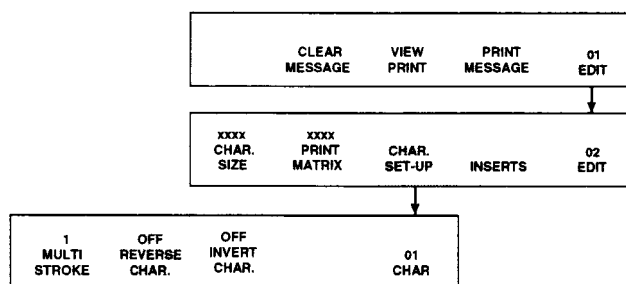 CLEAR VIEW PRINT 01
MESSAGE PRINT MESSAGE EDIT
xxxx xxxx
CHAR. PRINT CHAR. 02
SIZE MATRIX SET-UP INSERTS EDIT
1 OFF OFF
MULTI REVERSE INVERT 01
STROKE CHAR. CHAR. CHAR